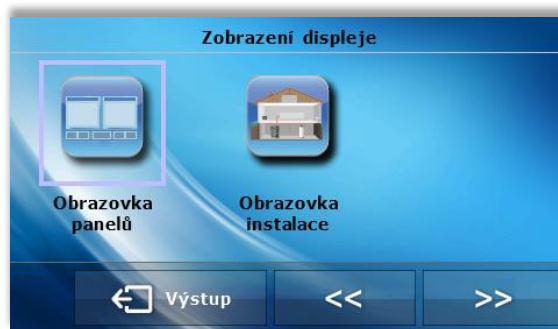 Zobrazení displeje
Obrazovka
panelů
Obrazovka
instalace
Výstup
<<
>>